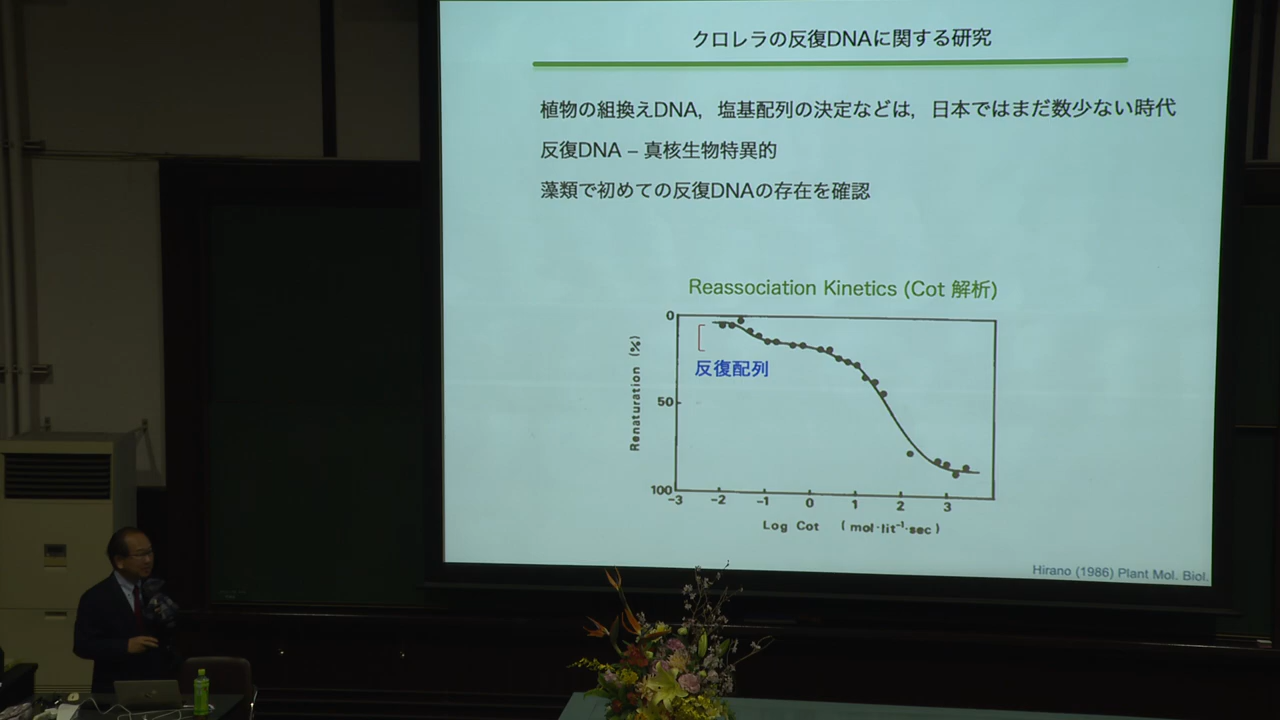 クロレラの反復DNAに関する研究
植物の組換えDNA，塩基配列の決定などは，日本ではまだ数少ない時代
反復DNA – 真核生物特異的
藻類で初めての反復DNAの存在を確認
Reassociation Kinetics (Cot 解析)
0
50
100
Renaturation (%)
反復配列
-3 -2 -1 0 1 2 3
Log Cot (mol·lit⁻¹·sec)
Hirano (1986) Plant Mol. Biol.